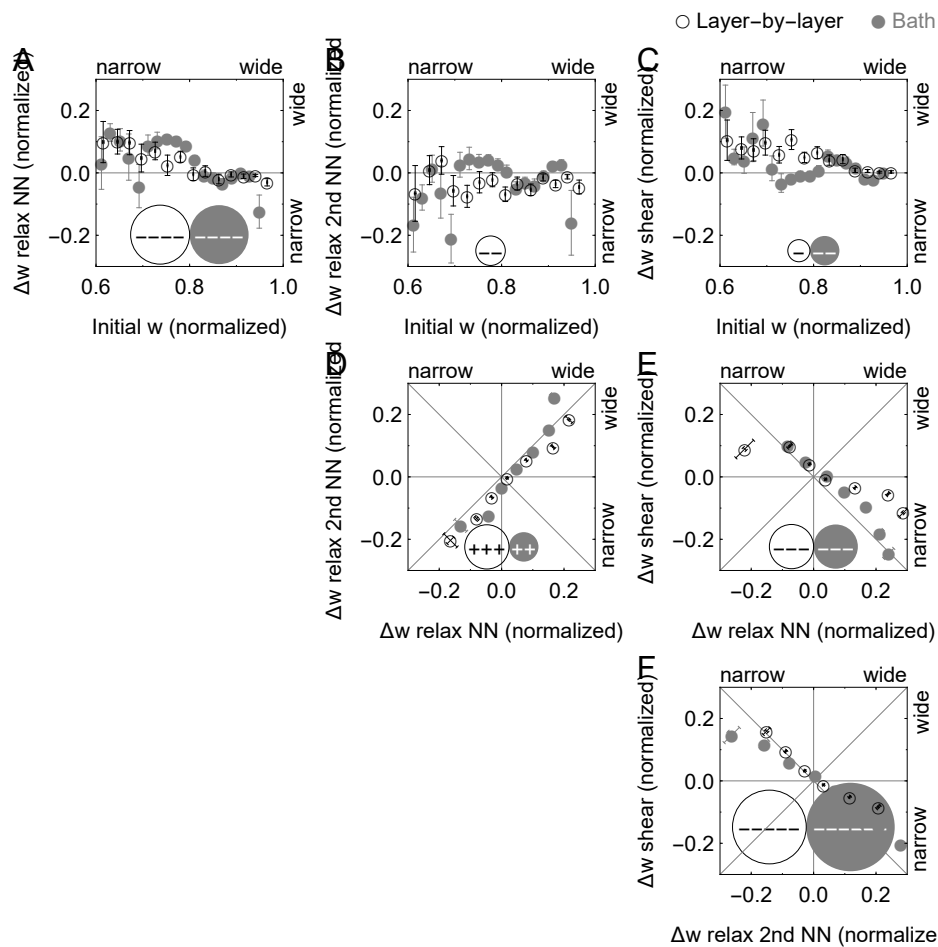 Layer−by−layer Bath
A B C
narrow wide narrow wide narrow wide
Δw relax NN (normalized)
0.2
0.0
−0.2
wide
narrow
0.6 0.8 1.0
Initial w (normalized)
Δw relax 2nd NN (normalized)
0.2
0.0
−0.2
wide
narrow
0.6 0.8 1.0
Initial w (normalized)
Δw shear (normalized)
0.2
0.0
−0.2
wide
narrow
0.6 0.8 1.0
Initial w (normalized)
D E
narrow wide narrow wide
Δw relax 2nd NN (normalized
0.2
0.0
−0.2
wide
narrow
+++ ++
−0.2 0.0 0.2
Δw relax NN (normalized)
Δw shear (normalized)
0.2
0.0
−0.2
wide
narrow
−0.2 0.0 0.2
Δw relax NN (normalized)
F
narrow wide
Δw shear (normalized)
0.2
0.0
−0.2
wide
narrow
−0.2 0.0 0.2
Δw relax 2nd NN (normalize